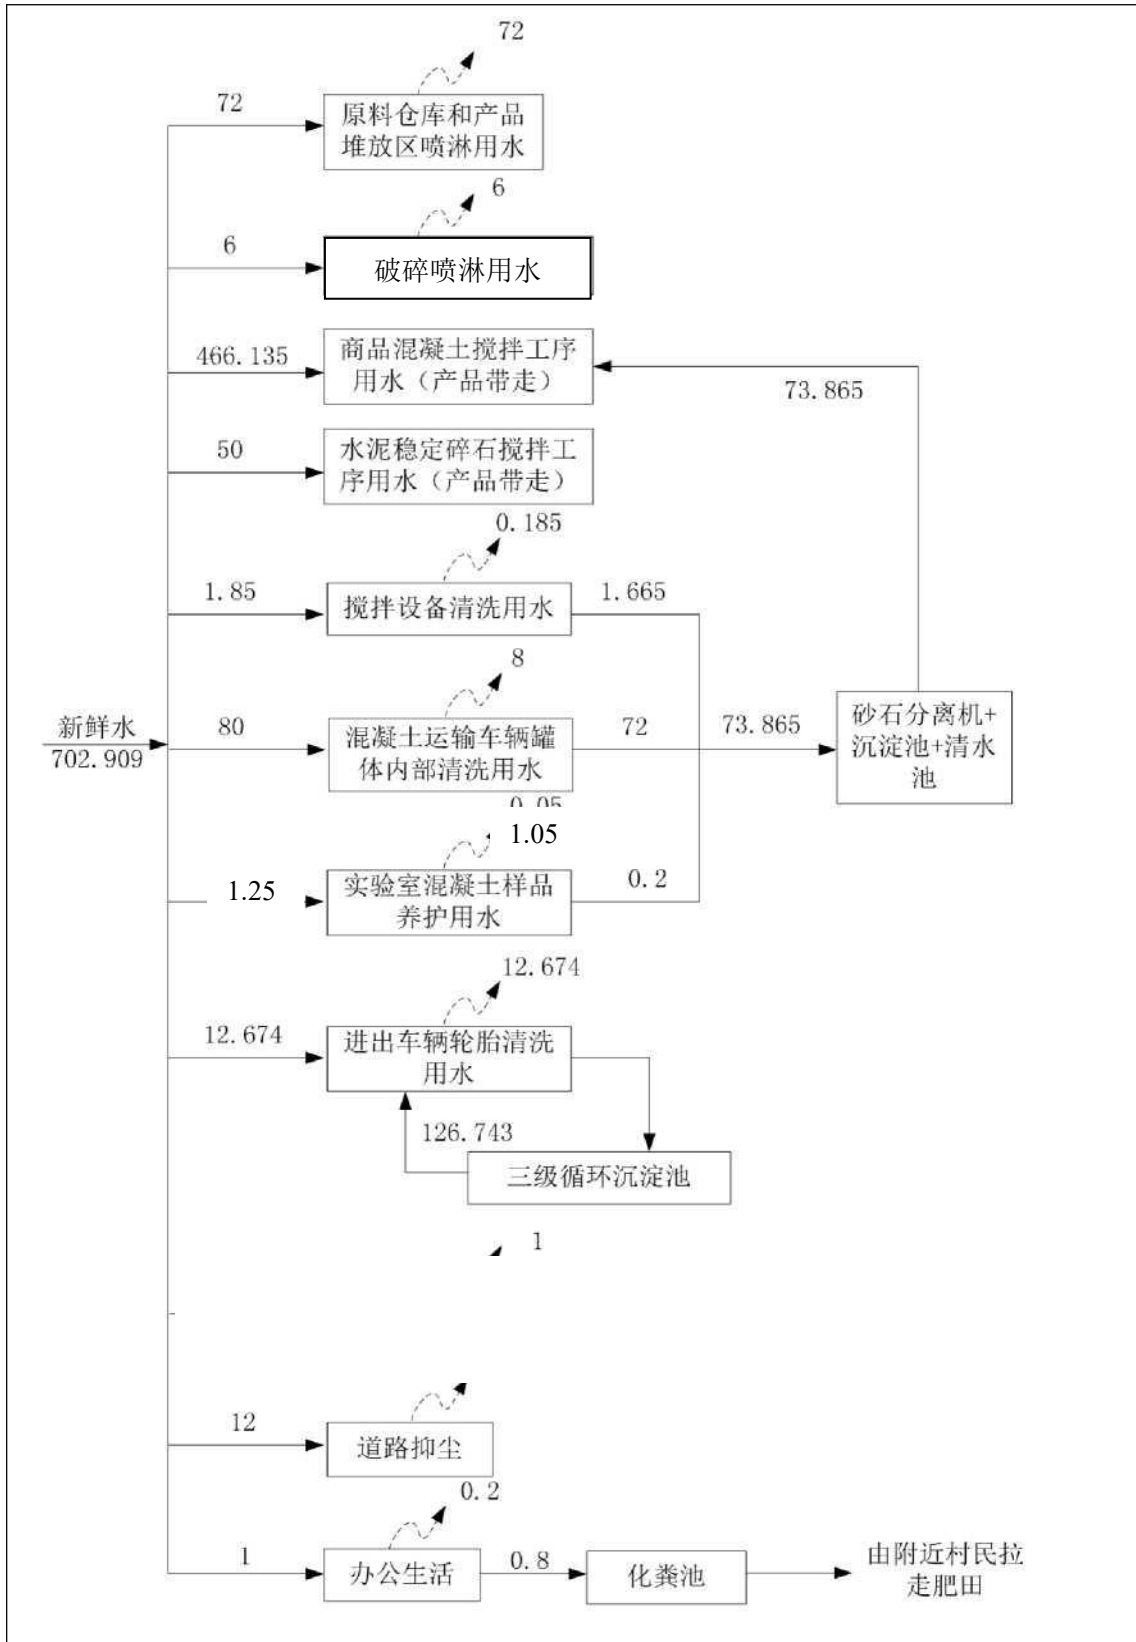 72
72
原料仓库和产品
堆放区喷淋用水
6
6
破碎喷淋用水
466.135
商品混凝土搅拌工序
用水（产品带走）
73.865
50
水泥稳定碎石搅拌工
序用水（产品带走）
0.185
1.85
搅拌设备清洗用水
1.665
8
新鲜水
702.909
80
混凝土运输车辆罐
体内部清洗用水
72
73.865
砂石分离机+
沉淀池+清水
池
0.05
1.05
1.25
实验室混凝土样品
养护用水
0.2
12.674
12.674
进出车辆轮胎清洗
用水
126.743
三级循环沉淀池
1
12
道路抑尘
0.2
1
办公生活
0.8
化粪池
由附近村民拉
走肥田